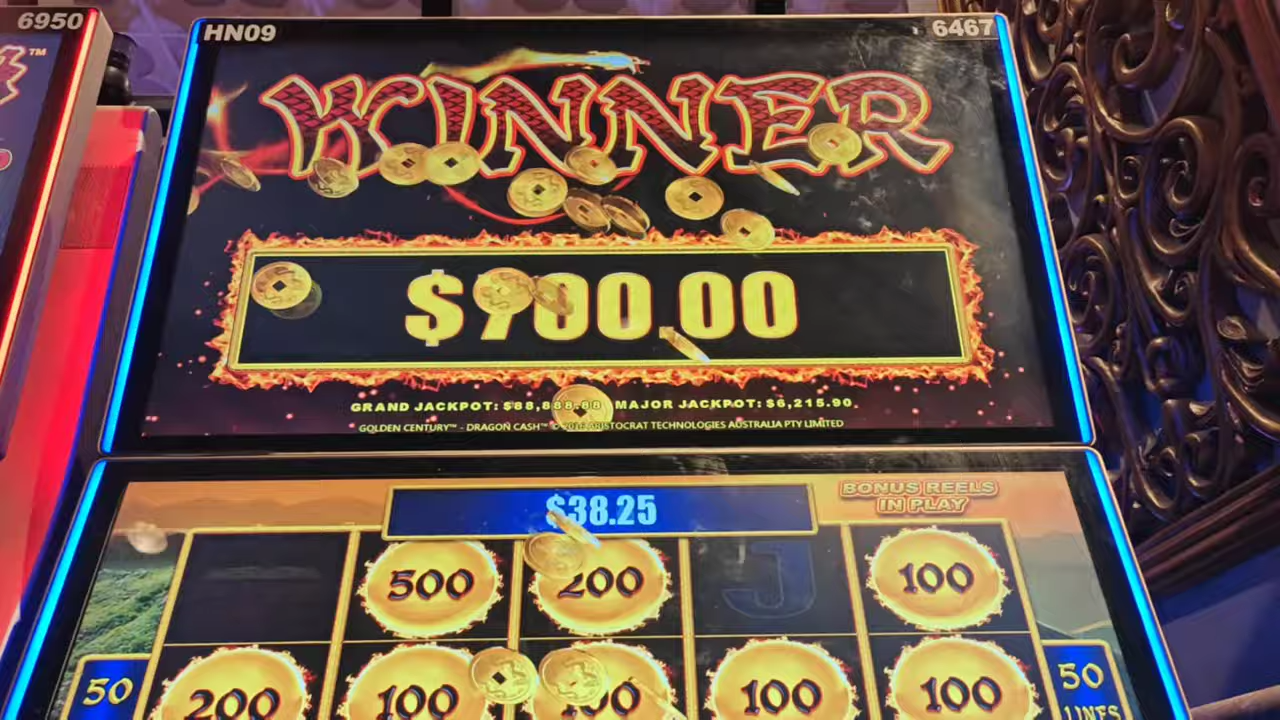 6950
HN09
6467
TM
WINNER
GRAND JACKPOT: $88,888.88 MAJOR JACKPOT: $6,215.90
GOLDEN CENTURY™ - DRAGON CASH™ © 2016 ARISTOCRAT TECHNOLOGIES AUSTRALIA PTY LIMITED
$38.25
BONUS REELS
IN PLAY
500
200
J
100
50
200
100
100
100
50
LINES